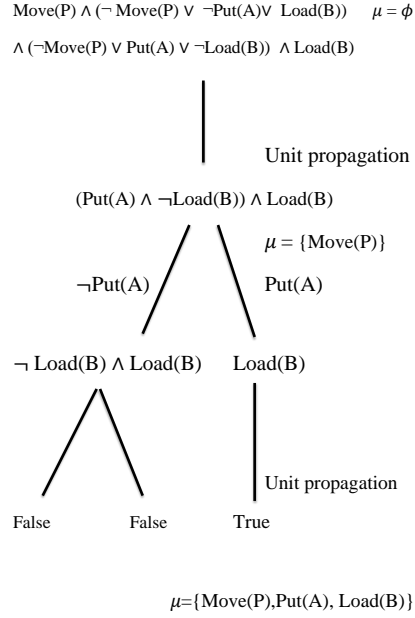 Move(P) ∧ (¬ Move(P) ∨ ¬Put(A)∨ Load(B)) μ = ϕ
∧ (¬Move(P) ∨ Put(A) ∨ ¬Load(B)) ∧ Load(B)
Unit propagation
(Put(A) ∧ ¬Load(B)) ∧ Load(B)
μ = {Move(P)}
¬Put(A) Put(A)
¬ Load(B) ∧ Load(B) Load(B)
Unit propagation
False False True
μ={Move(P),Put(A), Load(B)}